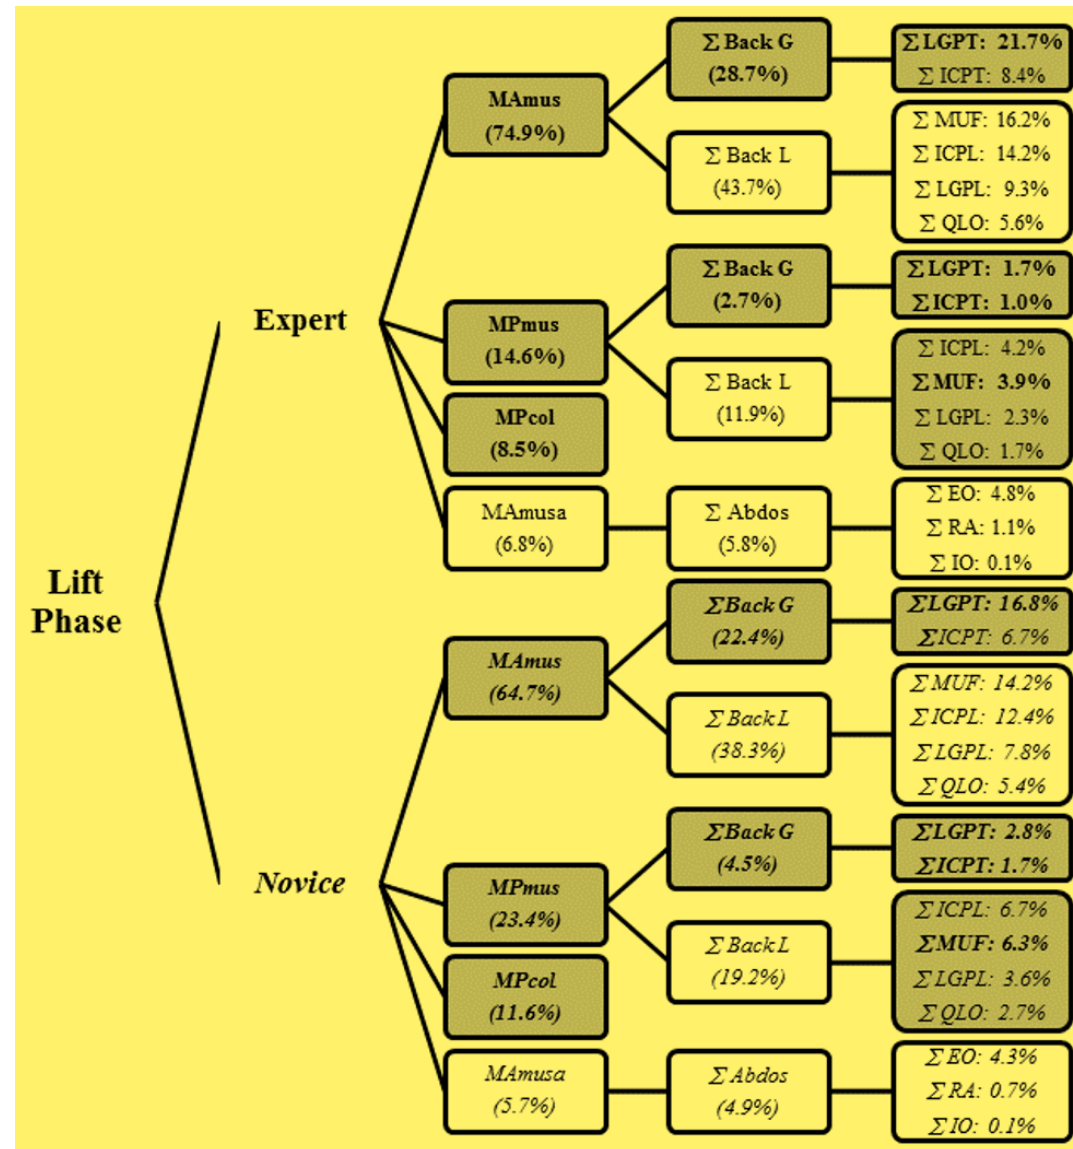 Lift
Phase
Expert
MAmus
(74.9%)
Σ Back G
(28.7%)
Σ LGPT: 21.7%
Σ ICPT: 8.4%
Σ Back L
(43.7%)
Σ MUF: 16.2%
Σ ICPL: 14.2%
Σ LGPL: 9.3%
Σ QLO: 5.6%
MPmus
(14.6%)
Σ Back G
(2.7%)
Σ LGPT: 1.7%
Σ ICPT: 1.0%
Σ Back L
(11.9%)
Σ ICPL: 4.2%
Σ MUF: 3.9%
Σ LGPL: 2.3%
Σ QLO: 1.7%
MPcol
(8.5%)
MAmusa
(6.8%)
Σ Abdos
(5.8%)
Σ EO: 4.8%
Σ RA: 1.1%
Σ IO: 0.1%
Novice
MAmus
(64.7%)
Σ Back G
(22.4%)
Σ LGPT: 16.8%
Σ ICPT: 6.7%
Σ Back L
(38.3%)
Σ MUF: 14.2%
Σ ICPL: 12.4%
Σ LGPL: 7.8%
Σ QLO: 5.4%
MPmus
(23.4%)
Σ Back G
(4.5%)
Σ LGPT: 2.8%
Σ ICPT: 1.7%
Σ Back L
(19.2%)
Σ ICPL: 6.7%
Σ MUF: 6.3%
Σ LGPL: 3.6%
Σ QLO: 2.7%
MPcol
(11.6%)
MAmusa
(5.7%)
Σ Abdos
(4.9%)
Σ EO: 4.3%
Σ RA: 0.7%
Σ IO: 0.1%